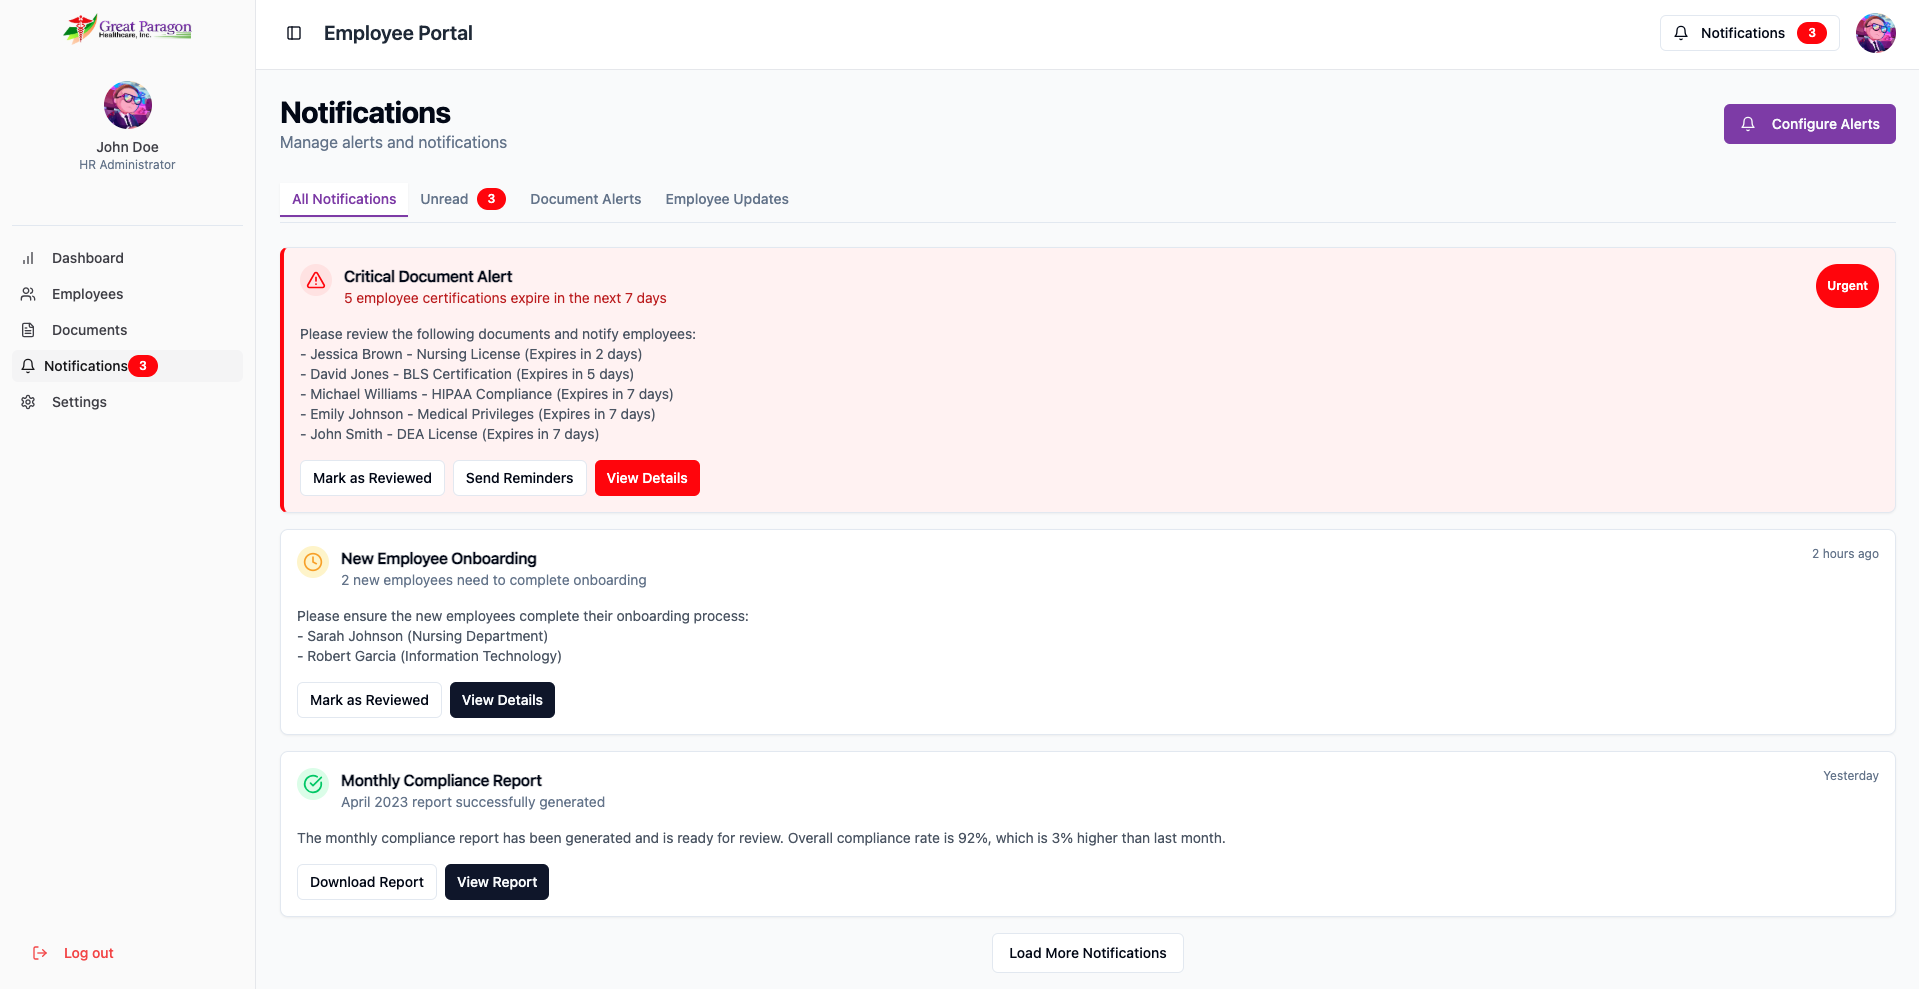 Great Paragon
Healthcare, Inc.
John Doe
HR Administrator
Dashboard
Employees
Documents
Notifications 3
Settings
Log out
Employee Portal
Notifications 3
Notifications
Manage alerts and notifications
Configure Alerts
All Notifications
Unread 3
Document Alerts
Employee Updates
Critical Document Alert
5 employee certifications expire in the next 7 days
Urgent
Please review the following documents and notify employees:
- Jessica Brown - Nursing License (Expires in 2 days)
- David Jones - BLS Certification (Expires in 5 days)
- Michael Williams - HIPAA Compliance (Expires in 7 days)
- Emily Johnson - Medical Privileges (Expires in 7 days)
- John Smith - DEA License (Expires in 7 days)
Mark as Reviewed
Send Reminders
View Details
New Employee Onboarding
2 new employees need to complete onboarding
2 hours ago
Please ensure the new employees complete their onboarding process:
- Sarah Johnson (Nursing Department)
- Robert Garcia (Information Technology)
Mark as Reviewed
View Details
Monthly Compliance Report
April 2023 report successfully generated
Yesterday
The monthly compliance report has been generated and is ready for review. Overall compliance rate is 92%, which is 3% higher than last month.
Download Report
View Report
Load More Notifications